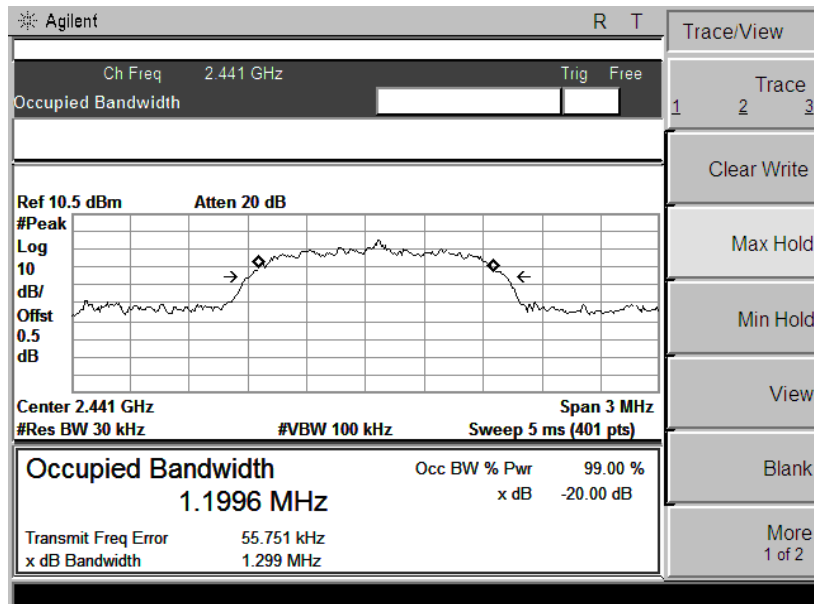 Agilent R T
Trace/View
Ch Freq 2.441 GHz Trig Free
Occupied Bandwidth
Trace
1 2 3
Clear Write
Ref 10.5 dBm Atten 20 dB
#Peak
Log
10
dB/
Offst
0.5
dB
Max Hold
Min Hold
View
Center 2.441 GHz Span 3 MHz
#Res BW 30 kHz #VBW 100 kHz Sweep 5 ms (401 pts)
Occupied Bandwidth
1.1996 MHz
Occ BW % Pwr 99.00 %
x dB -20.00 dB
Transmit Freq Error 55.751 kHz
x dB Bandwidth 1.299 MHz
Blank
More
1 of 2